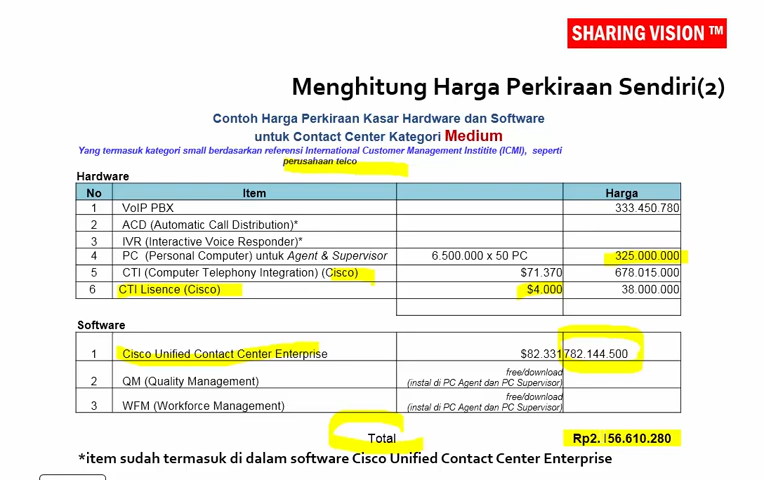 SHARING VISION ™
Menghitung Harga Perkiraan Sendiri(2)
Contoh Harga Perkiraan Kasar Hardware dan Software
untuk Contact Center Kategori Medium
Yang termasuk kategori small berdasarkan referensi International Customer Management Institite (ICMI), seperti
perusahaan telco
Hardware
No Item Harga
1 VoIP PBX 333.450.780
2 ACD (Automatic Call Distribution)*
3 IVR (Interactive Voice Responder)*
4 PC (Personal Computer) untuk Agent & Supervisor 6.500.000 x 50 PC 325.000.000
5 CTI (Computer Telephony Integration) (Cisco) $71.370 678.015.000
6 CTI Lisence (Cisco) $4.000 38.000.000
Software
1 Cisco Unified Contact Center Enterprise $82.331 782.144.500
2 QM (Quality Management) free/download
(instal di PC Agent dan PC Supervisor)
3 WFM (Workforce Management) free/download
(instal di PC Agent dan PC Supervisor)
Total Rp2. 56.610.280
*item sudah termasuk di dalam software Cisco Unified Contact Center Enterprise